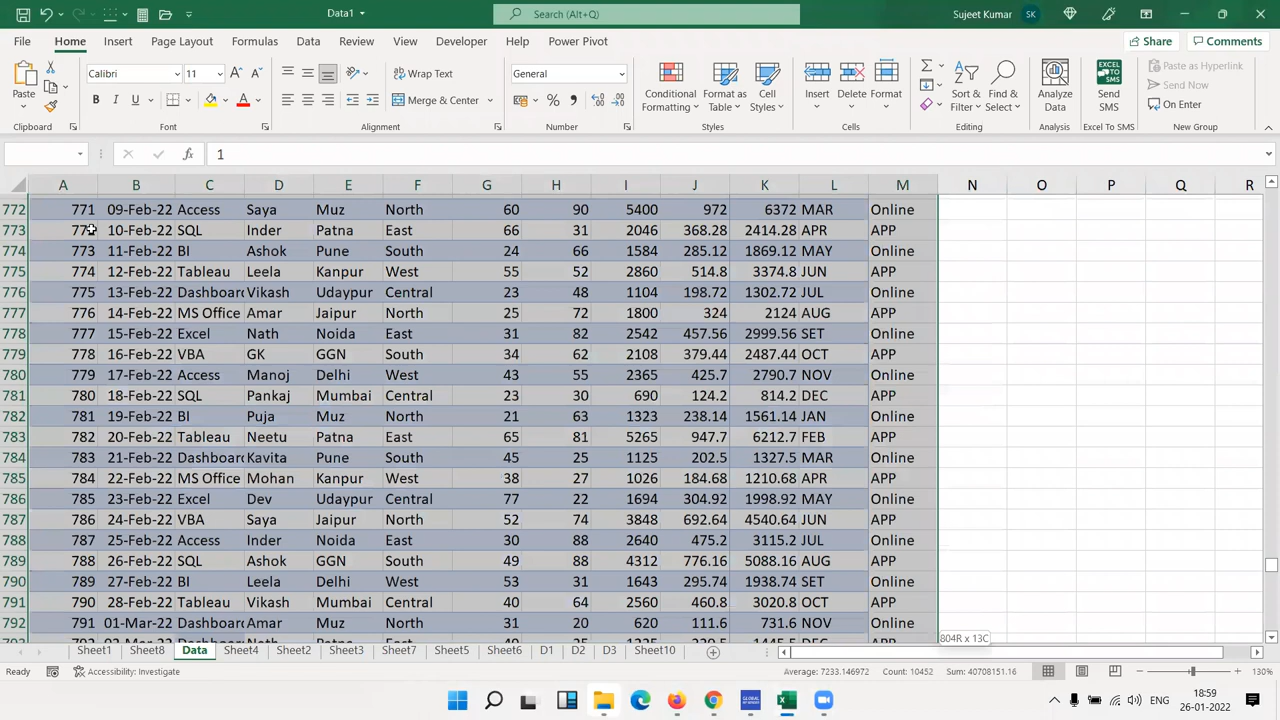 Data1
Search (Alt+Q)
Sujeet Kumar
SK
File Home Insert Page Layout Formulas Data Review View Developer Help Power Pivot
Share
Comments
Paste
Calibri
11
Wrap Text
General
Merge & Center
Conditional Formatting
Format as Table
Cell Styles
Insert
Delete
Format
Sort & Filter
Find & Select
Analyze Data
Excel To SMS
Send SMS
Paste as Hyperlink
Send Now
On Enter
Clipboard Font Alignment Number Styles Cells Editing Analysis Excel To SMS New Group
1
A B C D E F G H I J K L M N O P Q R
772 771 09-Feb-22 Access Saya Muz North 60 90 5400 972 6372 MAR Online
773 772 10-Feb-22 SQL Inder Patna East 66 31 2046 368.28 2414.28 APR APP
774 773 11-Feb-22 BI Ashok Pune South 24 66 1584 285.12 1869.12 MAY Online
775 774 12-Feb-22 Tableau Leela Kanpur West 55 52 2860 514.8 3374.8 JUN APP
776 775 13-Feb-22 Dashboard Vikash Udaypur Central 23 48 1104 198.72 1302.72 JUL Online
777 776 14-Feb-22 MS Office Amar Jaipur North 25 72 1800 324 2124 AUG APP
778 777 15-Feb-22 Excel Nath Noida East 31 82 2542 457.56 2999.56 SET Online
779 778 16-Feb-22 VBA GK GGN South 34 62 2108 379.44 2487.44 OCT APP
780 779 17-Feb-22 Access Manoj Delhi West 43 55 2365 425.7 2790.7 NOV Online
781 780 18-Feb-22 SQL Pankaj Mumbai Central 23 30 690 124.2 814.2 DEC APP
782 781 19-Feb-22 BI Puja Muz North 21 63 1323 238.14 1561.14 JAN Online
783 782 20-Feb-22 Tableau Neetu Patna East 65 81 5265 947.7 6212.7 FEB APP
784 783 21-Feb-22 Dashboard Kavita Pune South 45 25 1125 202.5 1327.5 MAR Online
785 784 22-Feb-22 MS Office Mohan Kanpur West 38 27 1026 184.68 1210.68 APR APP
786 785 23-Feb-22 Excel Dev Udaypur Central 77 22 1694 304.92 1998.92 MAY Online
787 786 24-Feb-22 VBA Saya Jaipur North 52 74 3848 692.64 4540.64 JUN APP
788 787 25-Feb-22 Access Inder Noida East 30 88 2640 475.2 3115.2 JUL Online
789 788 26-Feb-22 SQL Ashok GGN South 49 88 4312 776.16 5088.16 AUG APP
790 789 27-Feb-22 BI Leela Delhi West 53 31 1643 295.74 1938.74 SET Online
791 790 28-Feb-22 Tableau Vikash Mumbai Central 40 64 2560 460.8 3020.8 OCT APP
792 791 01-Mar-22 Dashboard Amar Muz North 31 20 620 111.6 731.6 NOV Online
804R x 13C
Sheet1 Sheet8 Data Sheet4 Sheet2 Sheet3 Sheet7 Sheet5 Sheet6 D1 D2 D3 Sheet10
Ready Accessibility: Investigate Average: 7233.146972 Count: 10452 Sum: 40708151.16 130%
ENG
18:59
26-01-2022